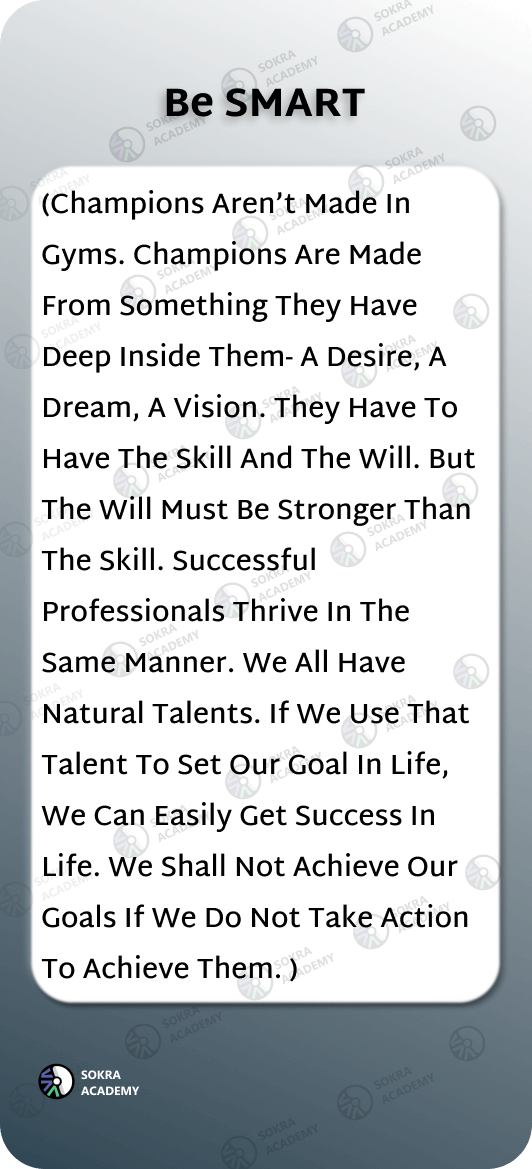 Be SMART
(Champions Aren't Made In
Gyms. Champions Are Made
From Something They Have
Deep Inside Them- A Desire, A
Dream, A Vision. They Have To
Have The Skill And The Will. But
The Will Must Be Stronger Than
The Skill. Successful
Professionals Thrive In The
Same Manner. We All Have
Natural Talents. If We Use That
Talent To Set Our Goal In Life,
We Can Easily Get Success In
Life. We Shall Not Achieve Our
Goals If We Do Not Take Action
To Achieve Them. )
SOKRA
ACADEMY